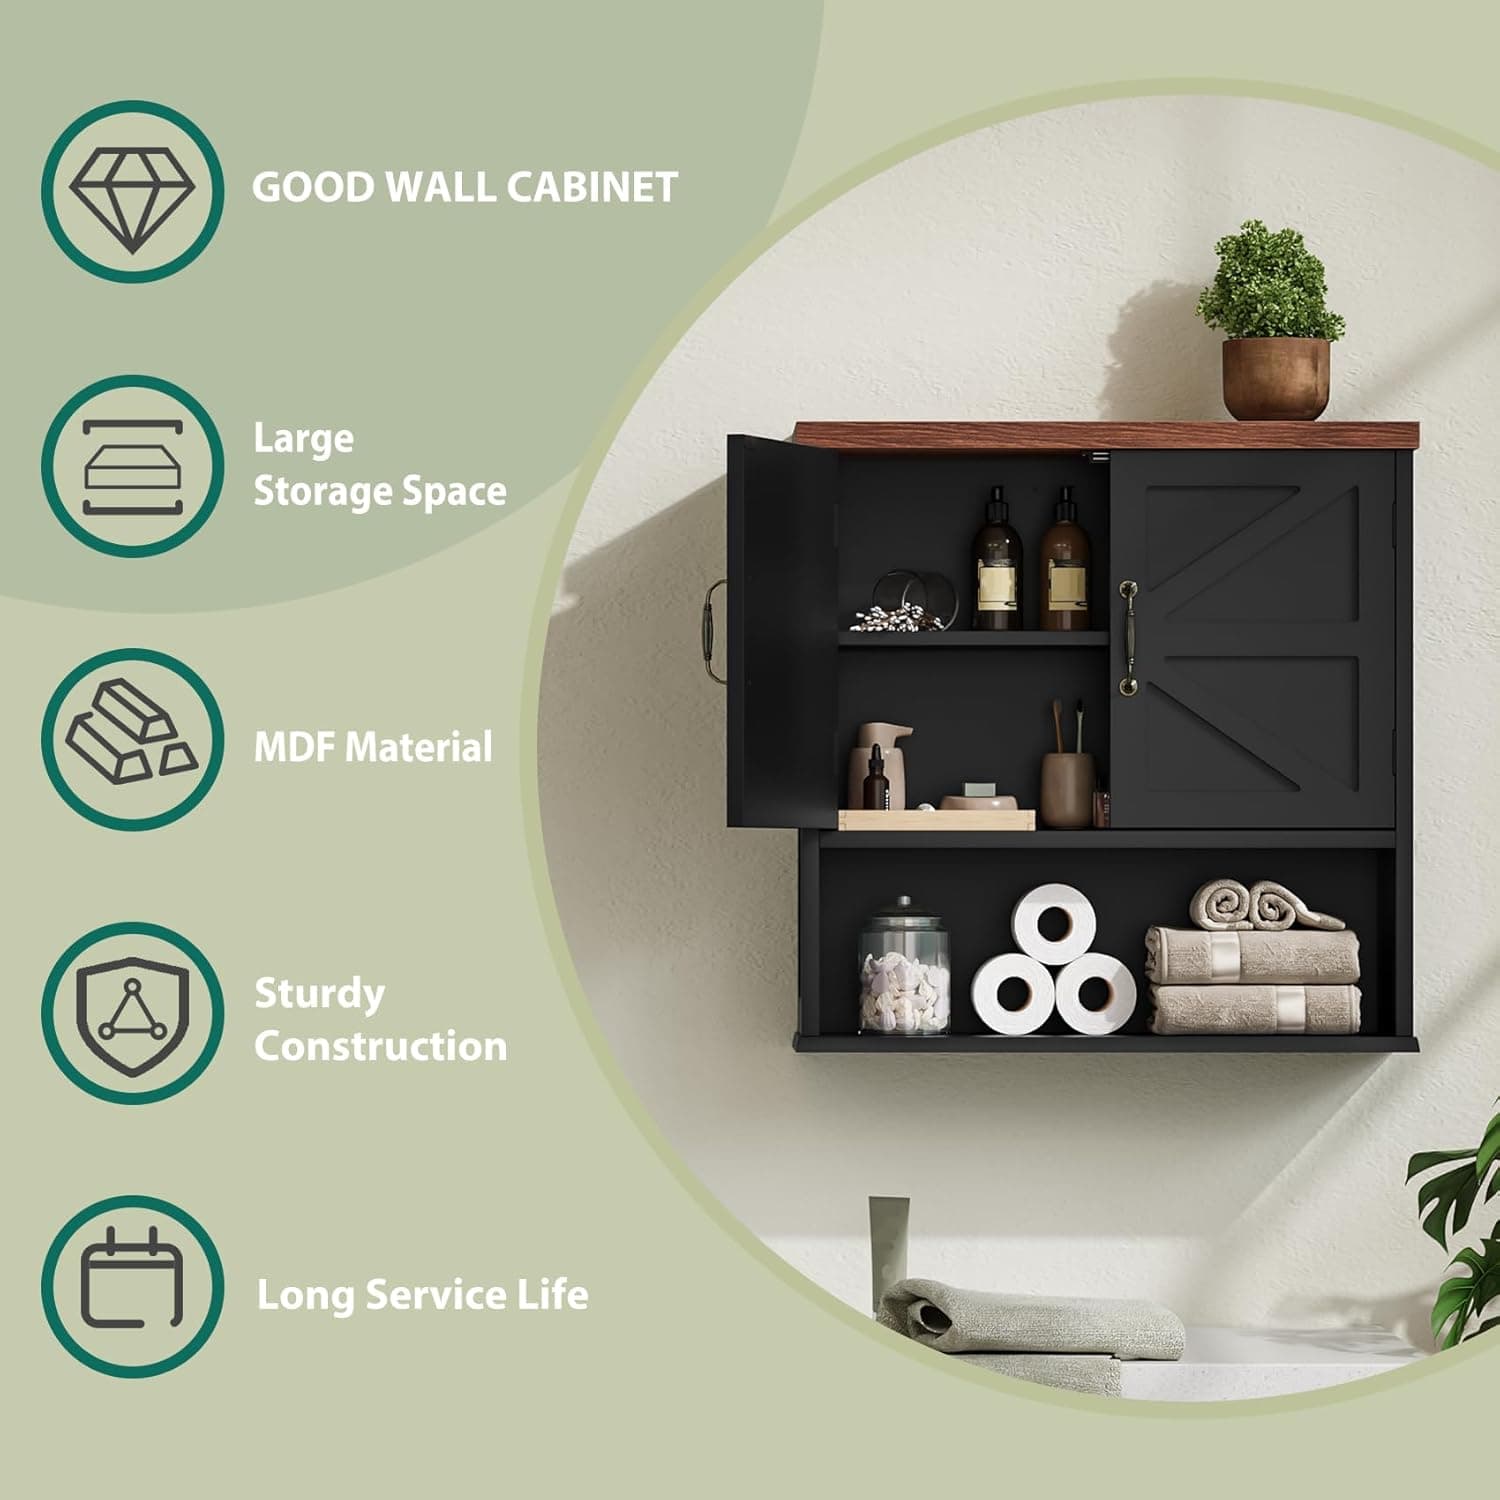 GOOD WALL CABINET
Large
Storage Space
MDF Material
Sturdy
Construction
Long Service Life